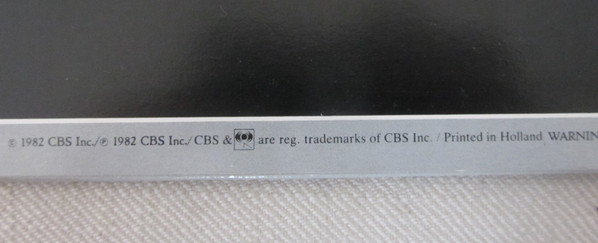 © 1982 CBS Inc./℗ 1982 CBS Inc./ CBS & are reg. trademarks of CBS Inc. / Printed in Holland WARNIN